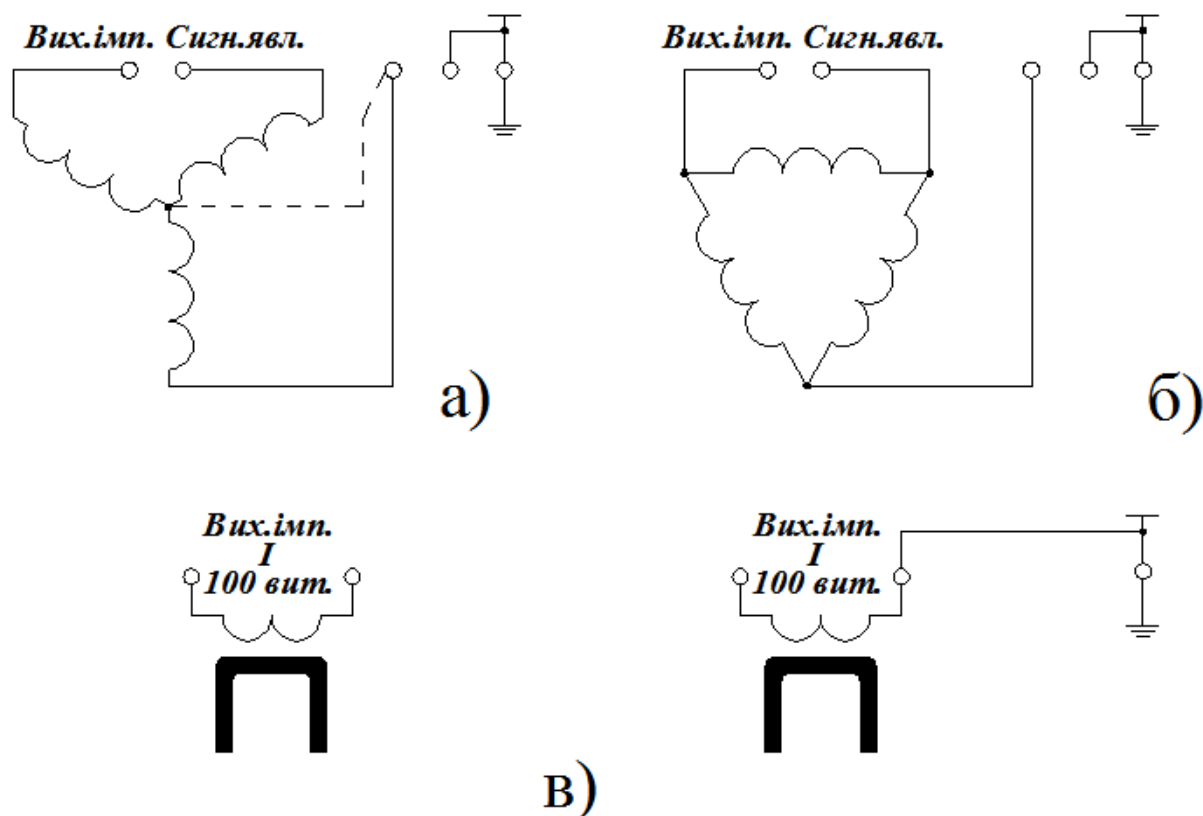 Вих.імп. Сигн.явл.
а)
Вих.імп. Сигн.явл.
б)
Вих.імп.
I
100 вит.
Вих.імп.
I
100 вит.
в)